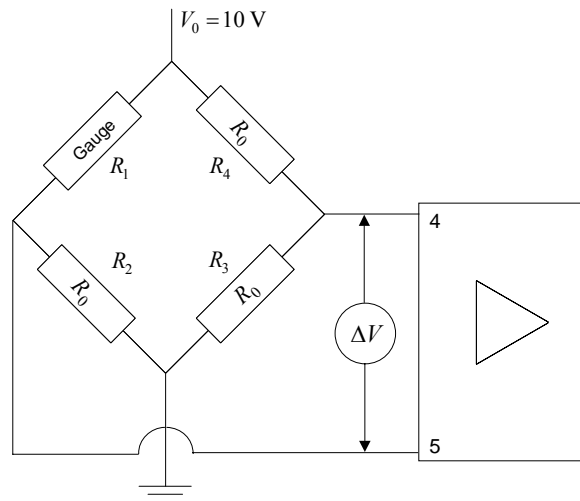 V₀ = 10 V
Gauge
R₀
R₁
R₄
4
R₂
R₃
R₀
R₀
ΔV
5